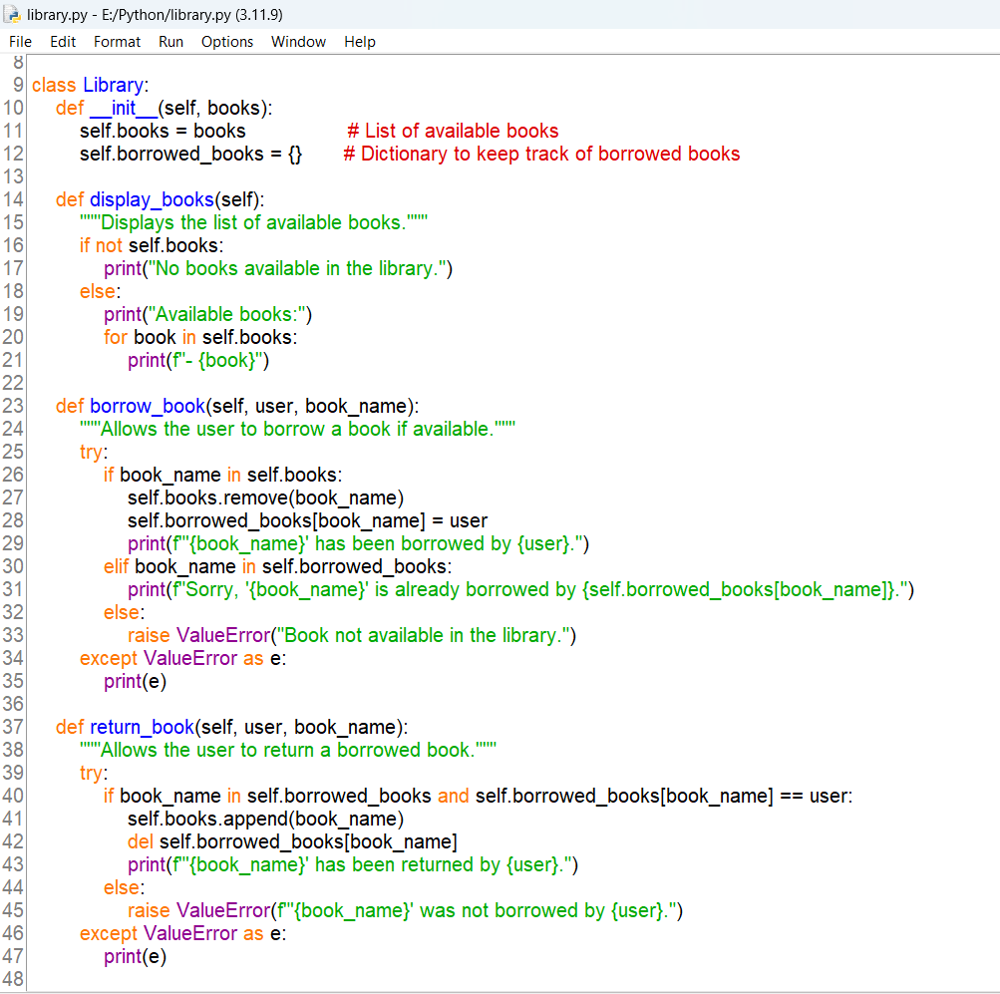 library.py - E:/Python/library.py (3.11.9)
File Edit Format Run Options Window Help
8
9 class Library:
10     def __init__(self, books):
11         self.books = books                  # List of available books
12         self.borrowed_books = {}       # Dictionary to keep track of borrowed books
13
14     def display_books(self):
15         """Displays the list of available books."""
16         if not self.books:
17             print("No books available in the library.")
18         else:
19             print("Available books:")
20             for book in self.books:
21                 print(f"- {book}")
22
23     def borrow_book(self, user, book_name):
24         """Allows the user to borrow a book if available."""
25         try:
26             if book_name in self.books:
27                 self.books.remove(book_name)
28                 self.borrowed_books[book_name] = user
29                 print(f"'{book_name}' has been borrowed by {user}.")
30             elif book_name in self.borrowed_books:
31                 print(f"Sorry, '{book_name}' is already borrowed by {self.borrowed_books[book_name]}.")
32             else:
33                 raise ValueError("Book not available in the library.")
34         except ValueError as e:
35             print(e)
36
37     def return_book(self, user, book_name):
38         """Allows the user to return a borrowed book."""
39         try:
40             if book_name in self.borrowed_books and self.borrowed_books[book_name] == user:
41                 self.books.append(book_name)
42                 del self.borrowed_books[book_name]
43                 print(f"'{book_name}' has been returned by {user}.")
44             else:
45                 raise ValueError(f"'{book_name}' was not borrowed by {user}.")
46         except ValueError as e:
47             print(e)
48